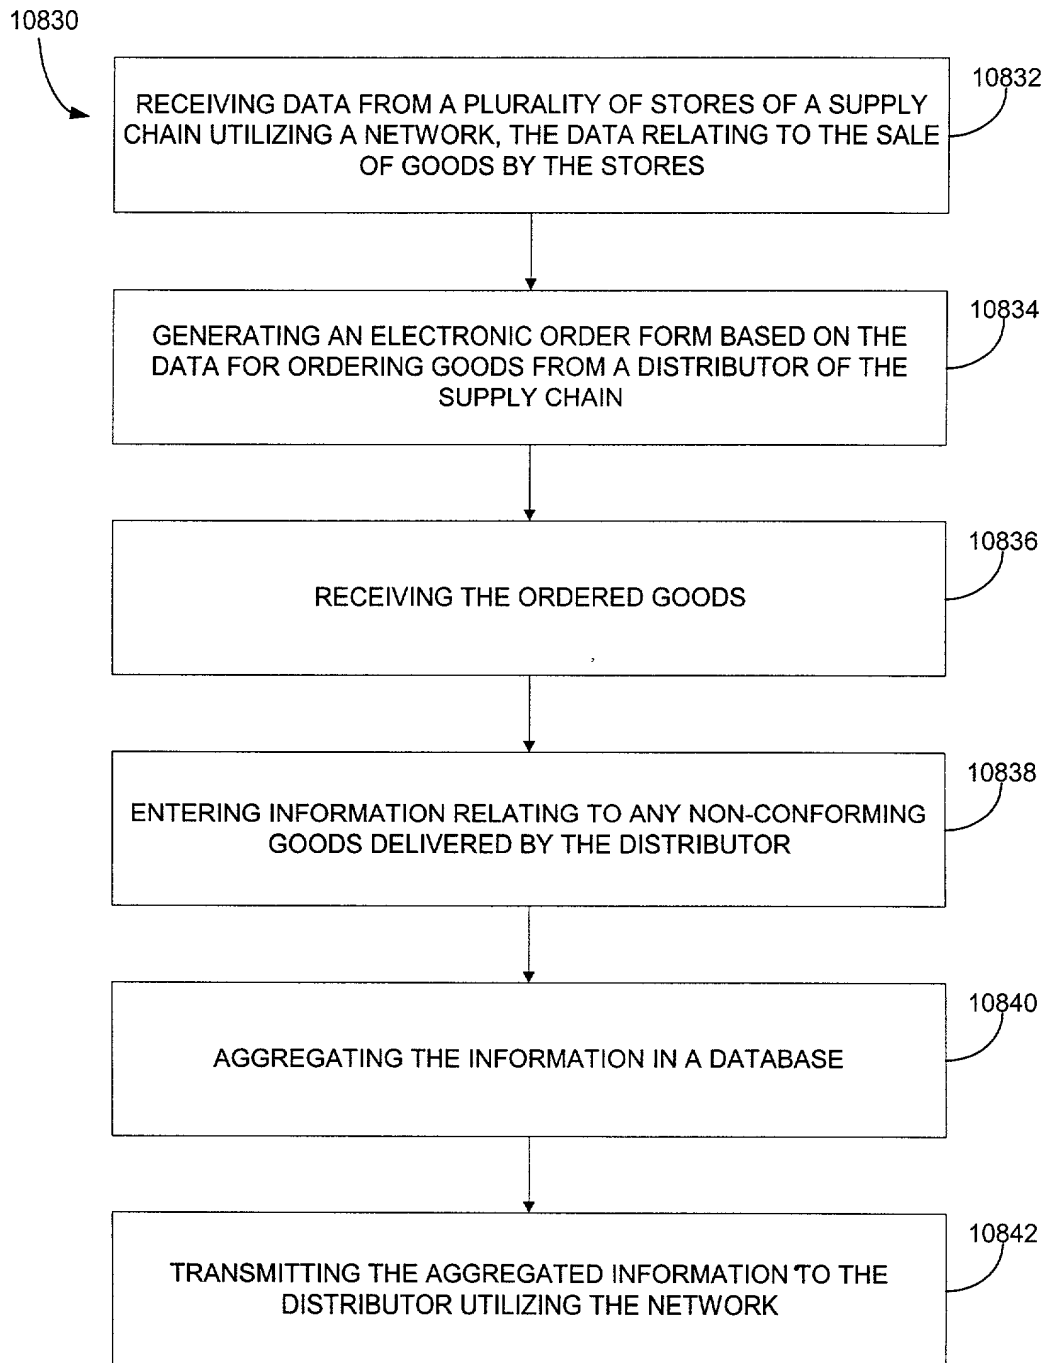 10830
10832
RECEIVING DATA FROM A PLURALITY OF STORES OF A SUPPLY
CHAIN UTILIZING A NETWORK, THE DATA RELATING TO THE SALE
OF GOODS BY THE STORES
10834
GENERATING AN ELECTRONIC ORDER FORM BASED ON THE
DATA FOR ORDERING GOODS FROM A DISTRIBUTOR OF THE
SUPPLY CHAIN
10836
RECEIVING THE ORDERED GOODS
10838
ENTERING INFORMATION RELATING TO ANY NON-CONFORMING
GOODS DELIVERED BY THE DISTRIBUTOR
10840
AGGREGATING THE INFORMATION IN A DATABASE
10842
TRANSMITTING THE AGGREGATED INFORMATION TO THE
DISTRIBUTOR UTILIZING THE NETWORK